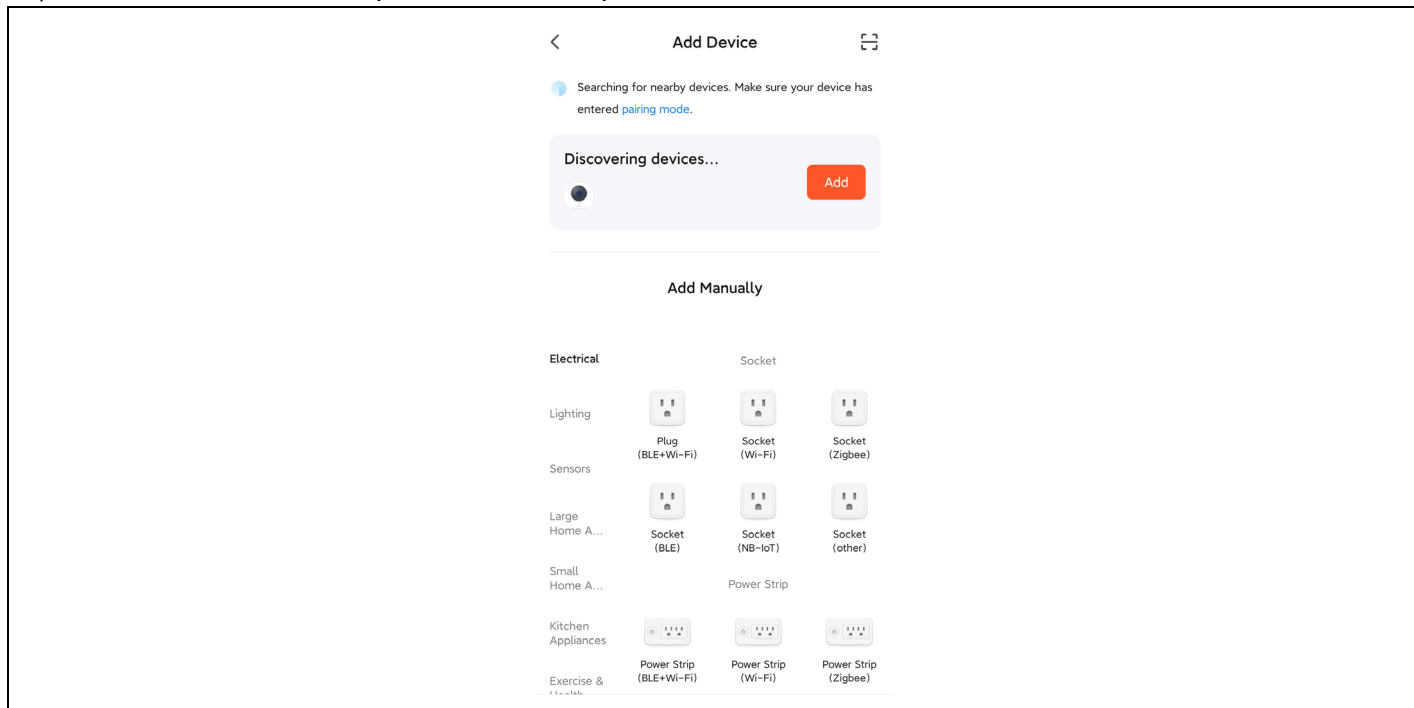 Add Device
Searching for nearby devices. Make sure your device has
entered pairing mode.
Discovering devices...
Add
Add Manually
Electrical
Socket
Lighting
Plug
(BLE+Wi-Fi)
Socket
(Wi-Fi)
Socket
(Zigbee)
Sensors
Large
Home A...
Socket
(BLE)
Socket
(NB-IoT)
Socket
(other)
Small
Home A...
Power Strip
Kitchen
Appliances
Power Strip
(BLE+Wi-Fi)
Power Strip
(Wi-Fi)
Power Strip
(Zigbee)
Exercise &